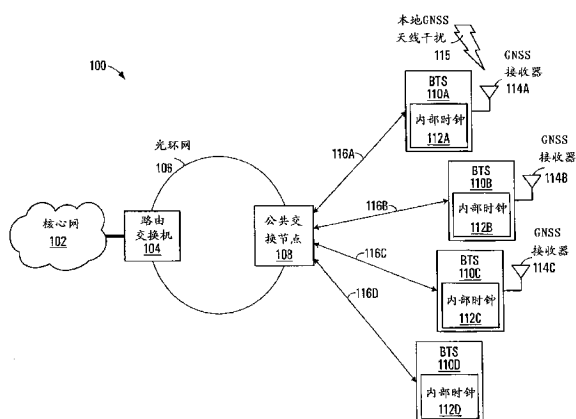 100
核心网
102
路由
交换机
104
光环网
106
公共交
换节点
108
116A
116B
116C
116D
本地GNSS
天线干扰
115
GNSS
接收器
114A
BTS
110A
内部时钟
112A
GNSS
接收器
114B
BTS
110B
内部时钟
112B
GNSS
接收器
114C
BTS
110C
内部时钟
112C
BTS
110D
内部时钟
112D